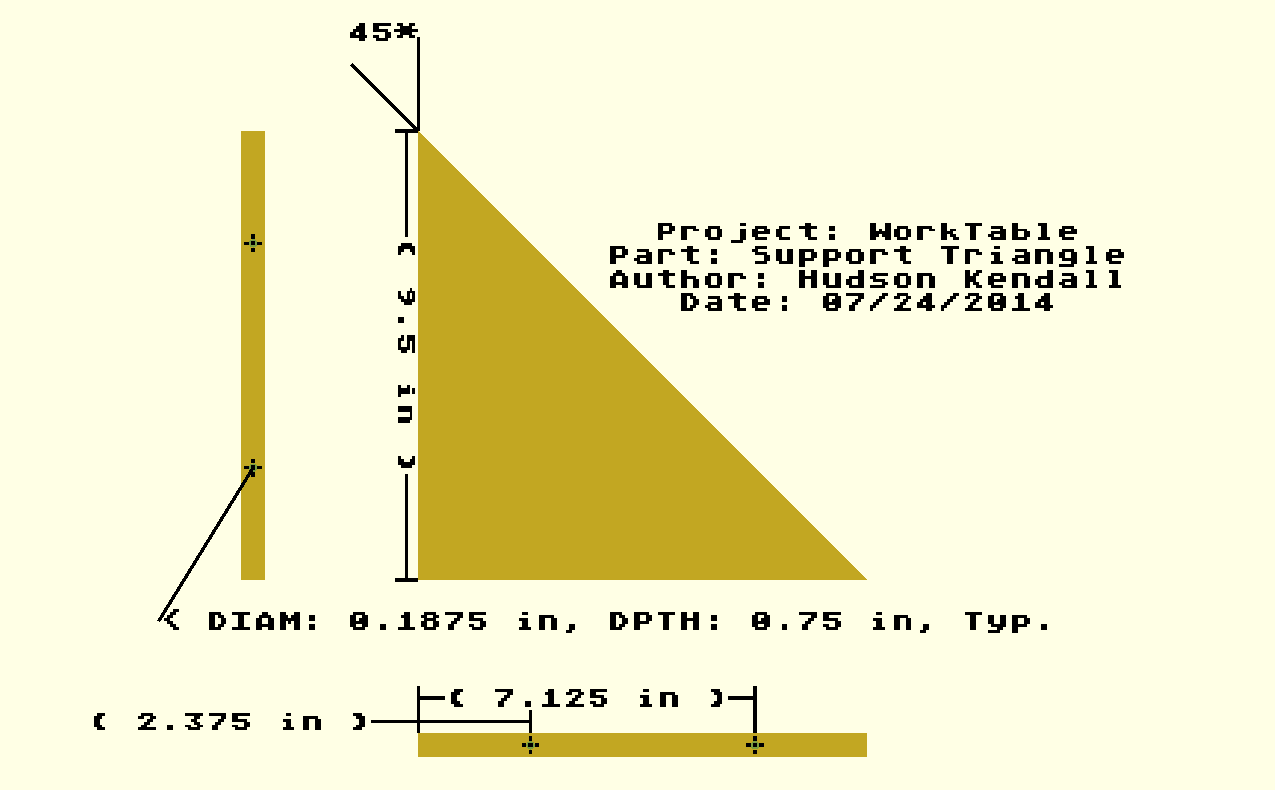 45*
Project: WorkTable
Part: Support Triangle
Author: Hudson Kendall
Date: 07/24/2014
( 9.5 in )
( DIAM: 0.1875 in, DPTH: 0.75 in, Typ.
( 7.125 in )
( 2.375 in )